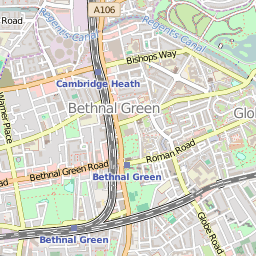 A106
Road
Regent's Canal
Regent's Canal
Bishops Way
Cambridge Heath
Warner Place
Bethnal Green
Glo
Roman Road
Bethnal Green Road
Bethnal Green
Globe Road
Bethnal Green